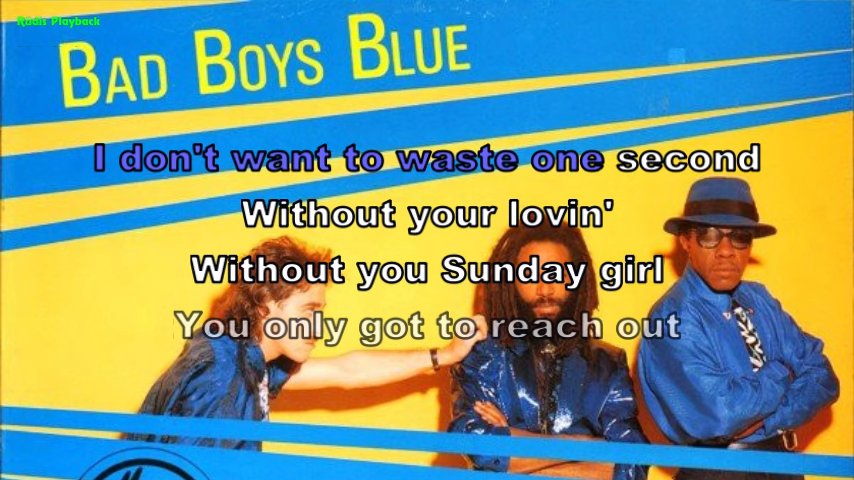 Rüdis Playback
BAD BOYS BLUE
I don't want to waste one second
Without your lovin'
Without you Sunday girl
You only got to reach out